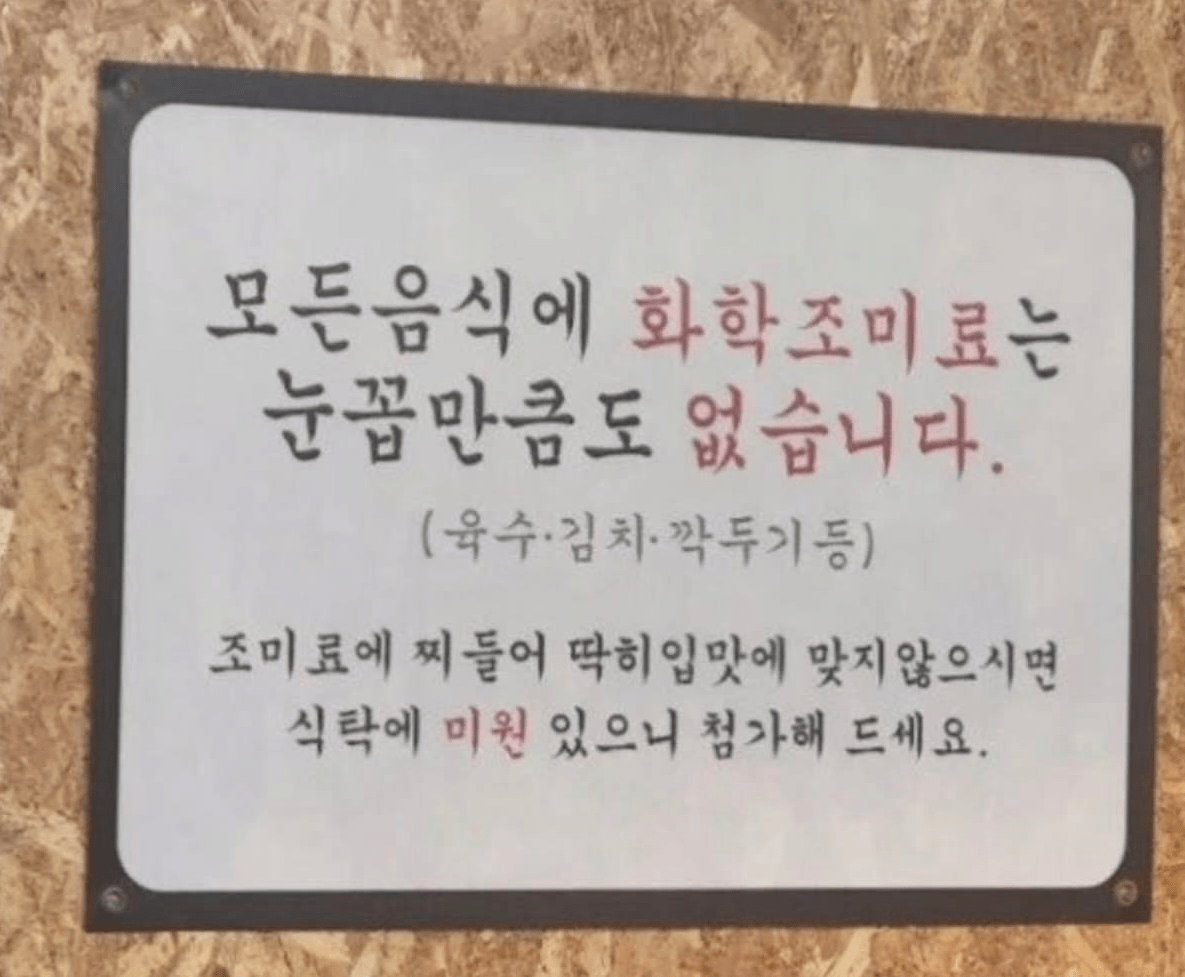 모든음식에 화학조미료는
눈꼽만큼도 없습니다.
(육수·김치·깍두기등)
조미료에 찌들어 딱히입맛에 맞지않으시면
식탁에 미원 있으니 첨가해 드세요.